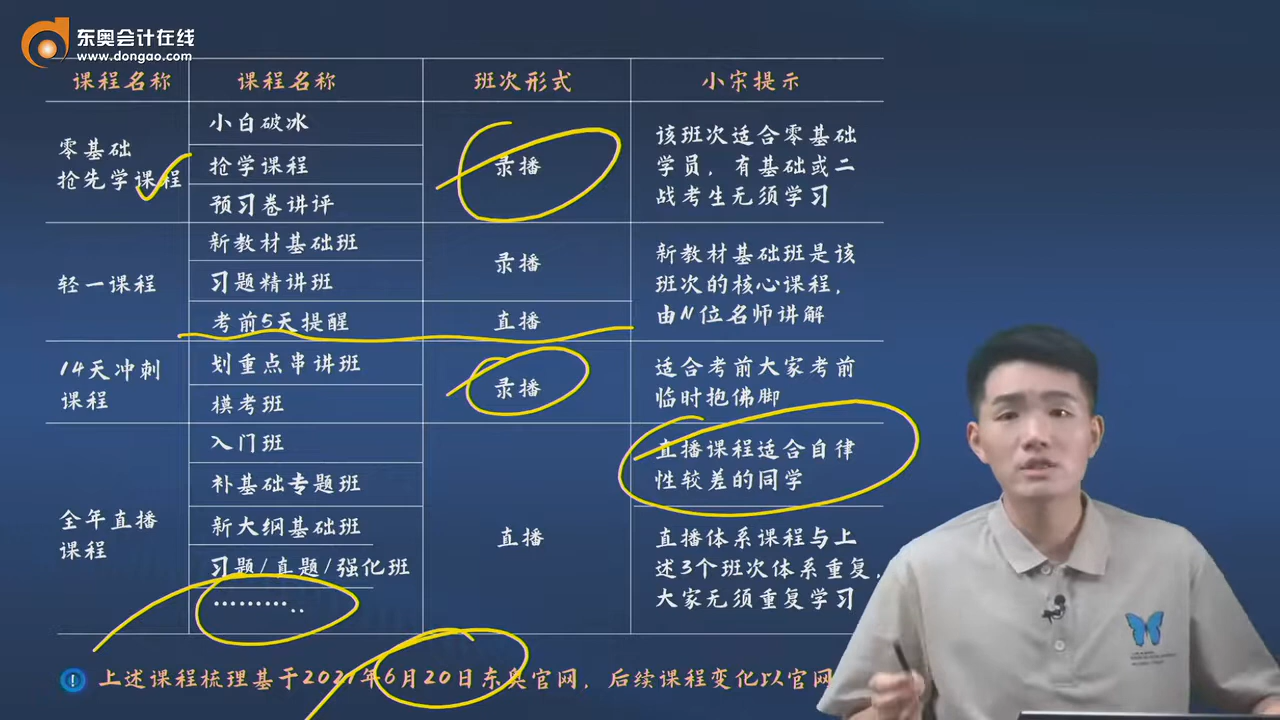 东奥会计在线
www.dongao.com
课程名称
课程名称
班次形式
小宋提示
零基础
抢先学课程
小白破冰
抢学课程
预习卷讲评
录播
该班次适合零基础
学员，有基础或二
战考生无须学习
轻一课程
新教材基础班
习题精讲班
录播
考前5天提醒
直播
新教材基础班是该
班次的核心课程，
由N位名师讲解
14天冲刺
课程
划重点串讲班
模考班
录播
适合考前大家考前
临时抱佛脚
全年直播
课程
入门班
补基础专题班
新大纲基础班
习题/真题/强化班
...........
直播
直播课程适合自律
性较差的同学
直播体系课程与上
述3个班次体系重复，
大家无须重复学习
上述课程梳理基于2021年6月20日东奥官网，后续课程变化以官网